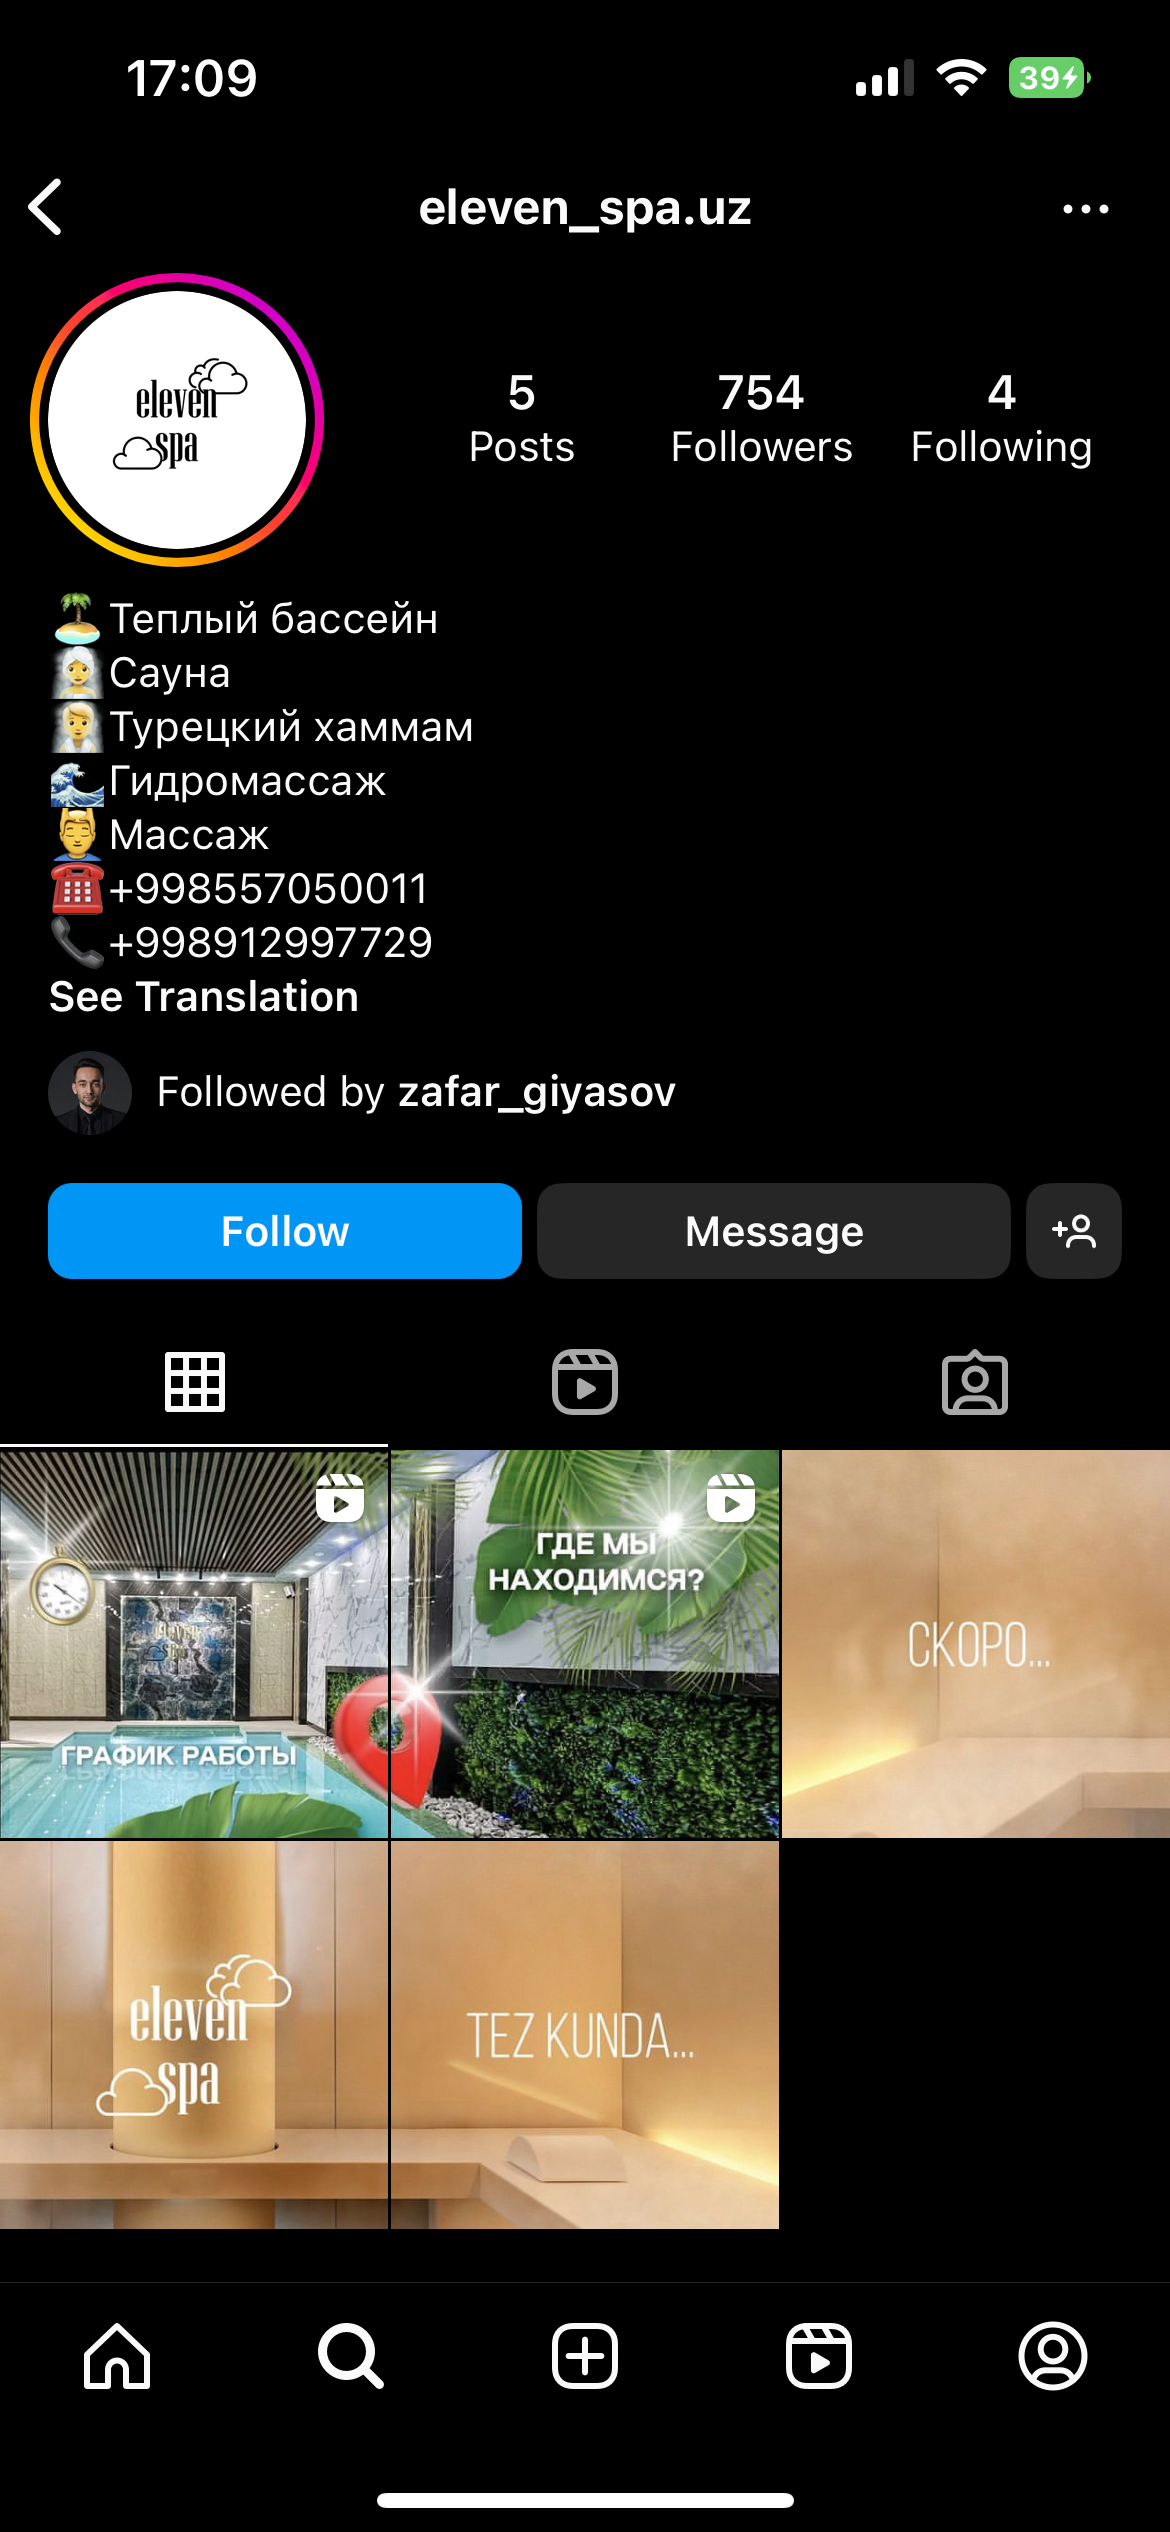 17:09
39
eleven_spa.uz
eleven
spa
5
Posts
754
Followers
4
Following
Теплый бассейн
Сауна
Турецкий хаммам
Гидромассаж
Массаж
+998557050011
+998912997729
See Translation
Followed by zafar_giyasov
Follow
Message
ГРАФИК РАБОТЫ
ГДЕ МЫ
НАХОДИМСЯ?
СКОРО...
eleven
spa
TEZ KUNDA...